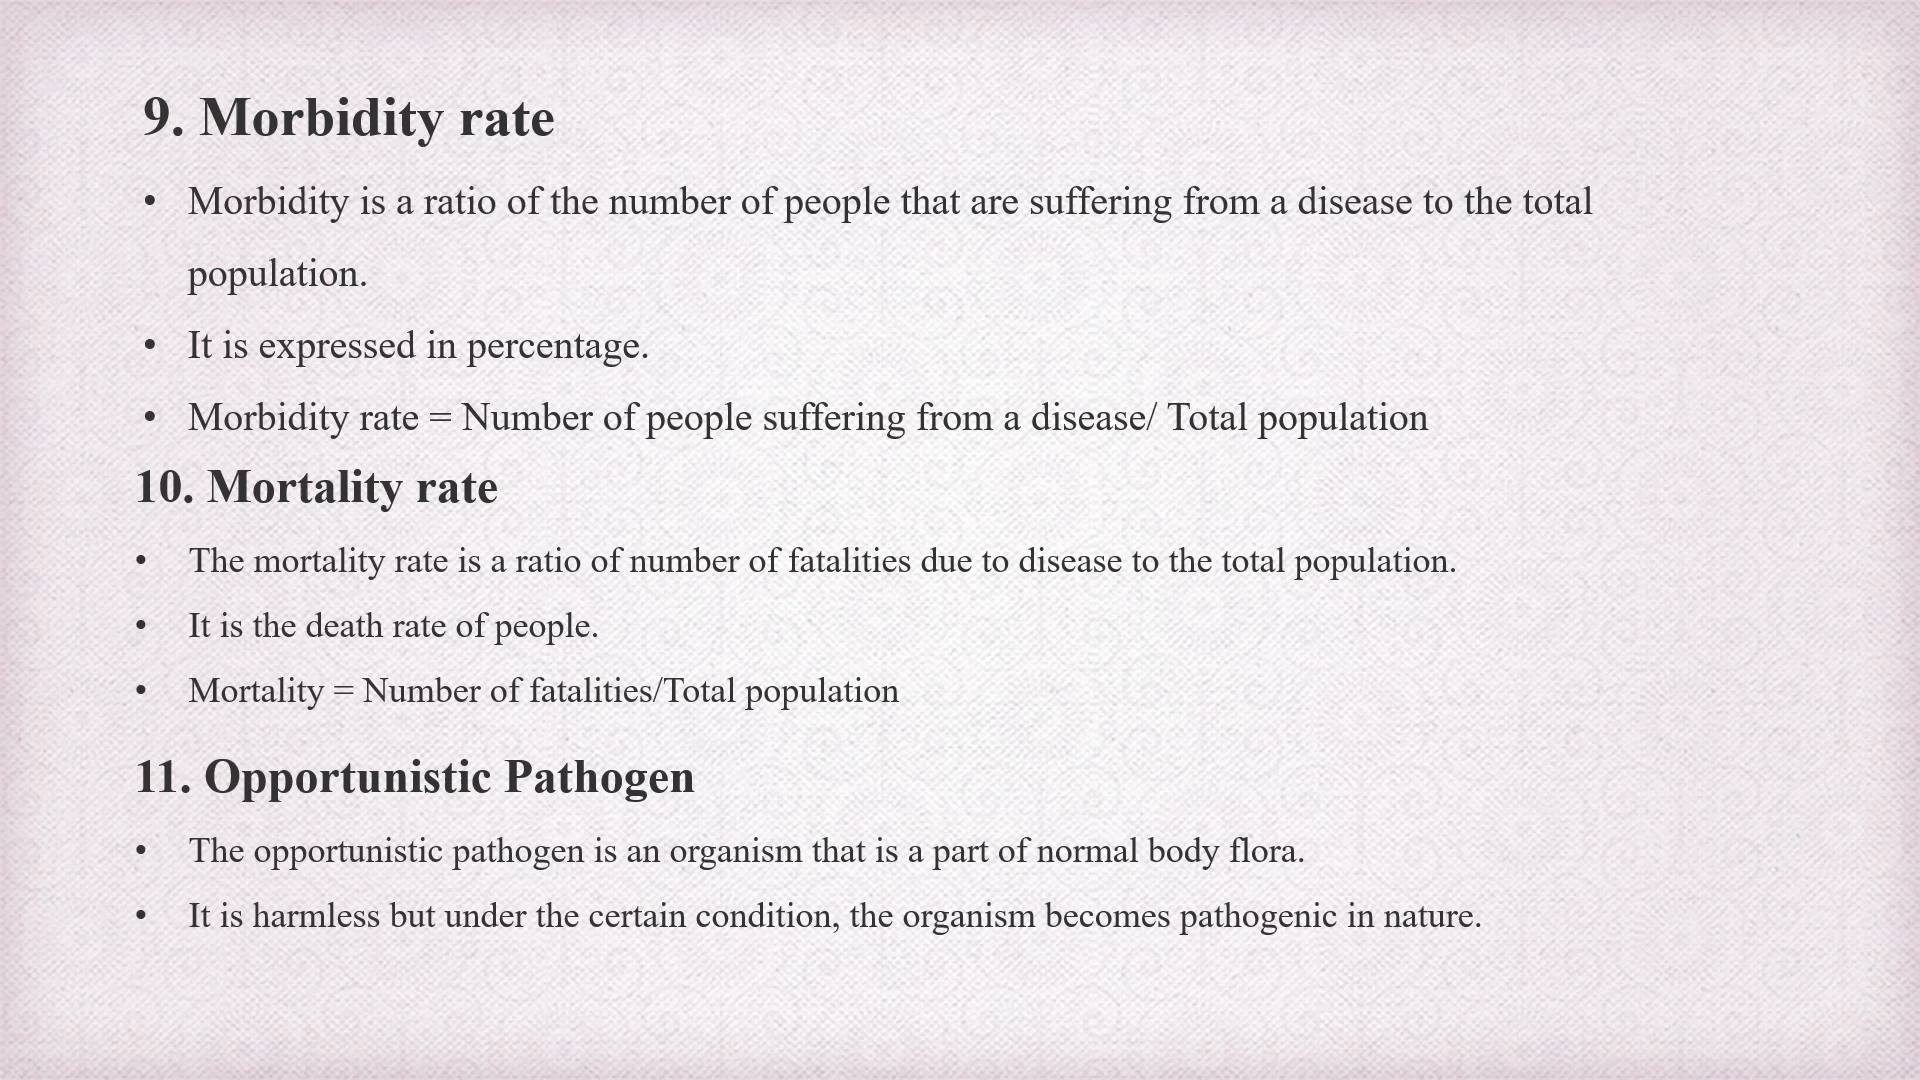 9. Morbidity rate
• Morbidity is a ratio of the number of people that are suffering from a disease to the total
population.
• It is expressed in percentage.
• Morbidity rate = Number of people suffering from a disease/ Total population
10. Mortality rate
• The mortality rate is a ratio of number of fatalities due to disease to the total population.
• It is the death rate of people.
• Mortality = Number of fatalities/Total population
11. Opportunistic Pathogen
• The opportunistic pathogen is an organism that is a part of normal body flora.
• It is harmless but under the certain condition, the organism becomes pathogenic in nature.